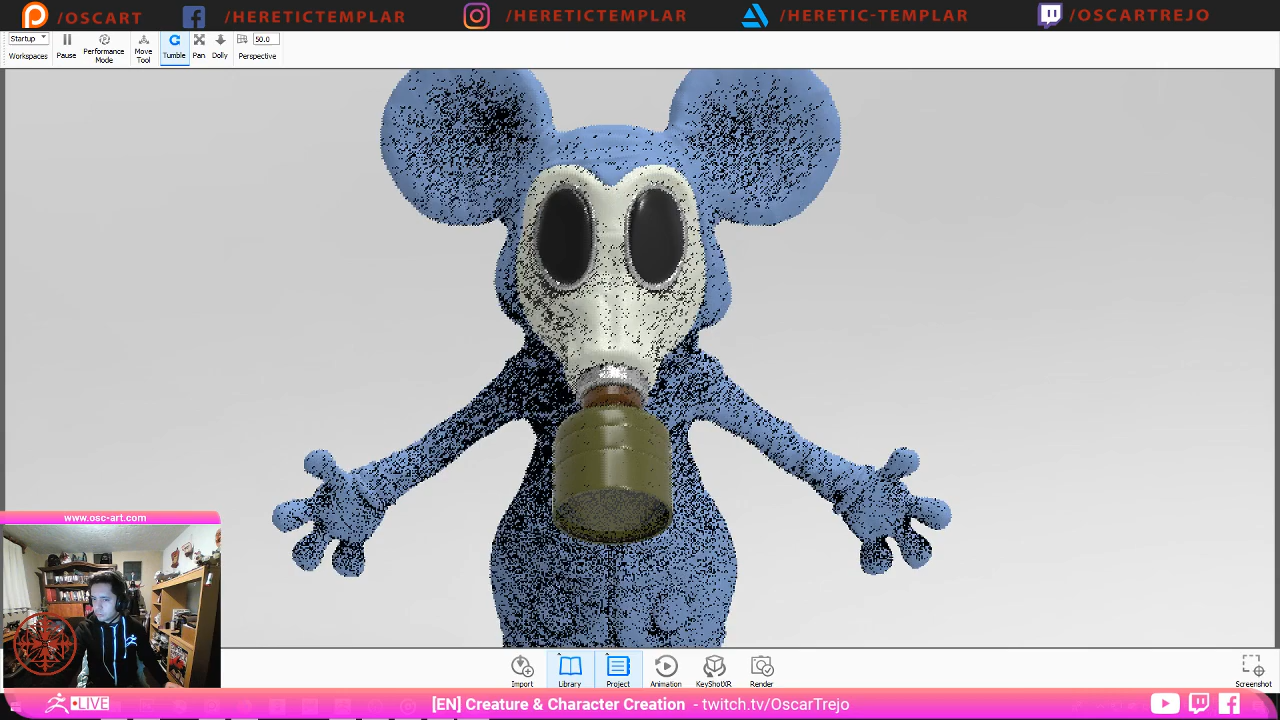 /OSCART
/HERETICTEMPLAR
/HERETICTEMPLAR
/HERETIC-TEMPLAR
/OSCARTREJO
Startup
50.0
Workspaces
Pause
Performance
Mode
Move
Tool
Tumble
Pan
Dolly
Perspective
www.osc-art.com
Import
Library
Project
Animation
KeyShotXR
Render
Screenshot
LIVE
[EN] Creature & Character Creation - twitch.tv/OscarTrejo